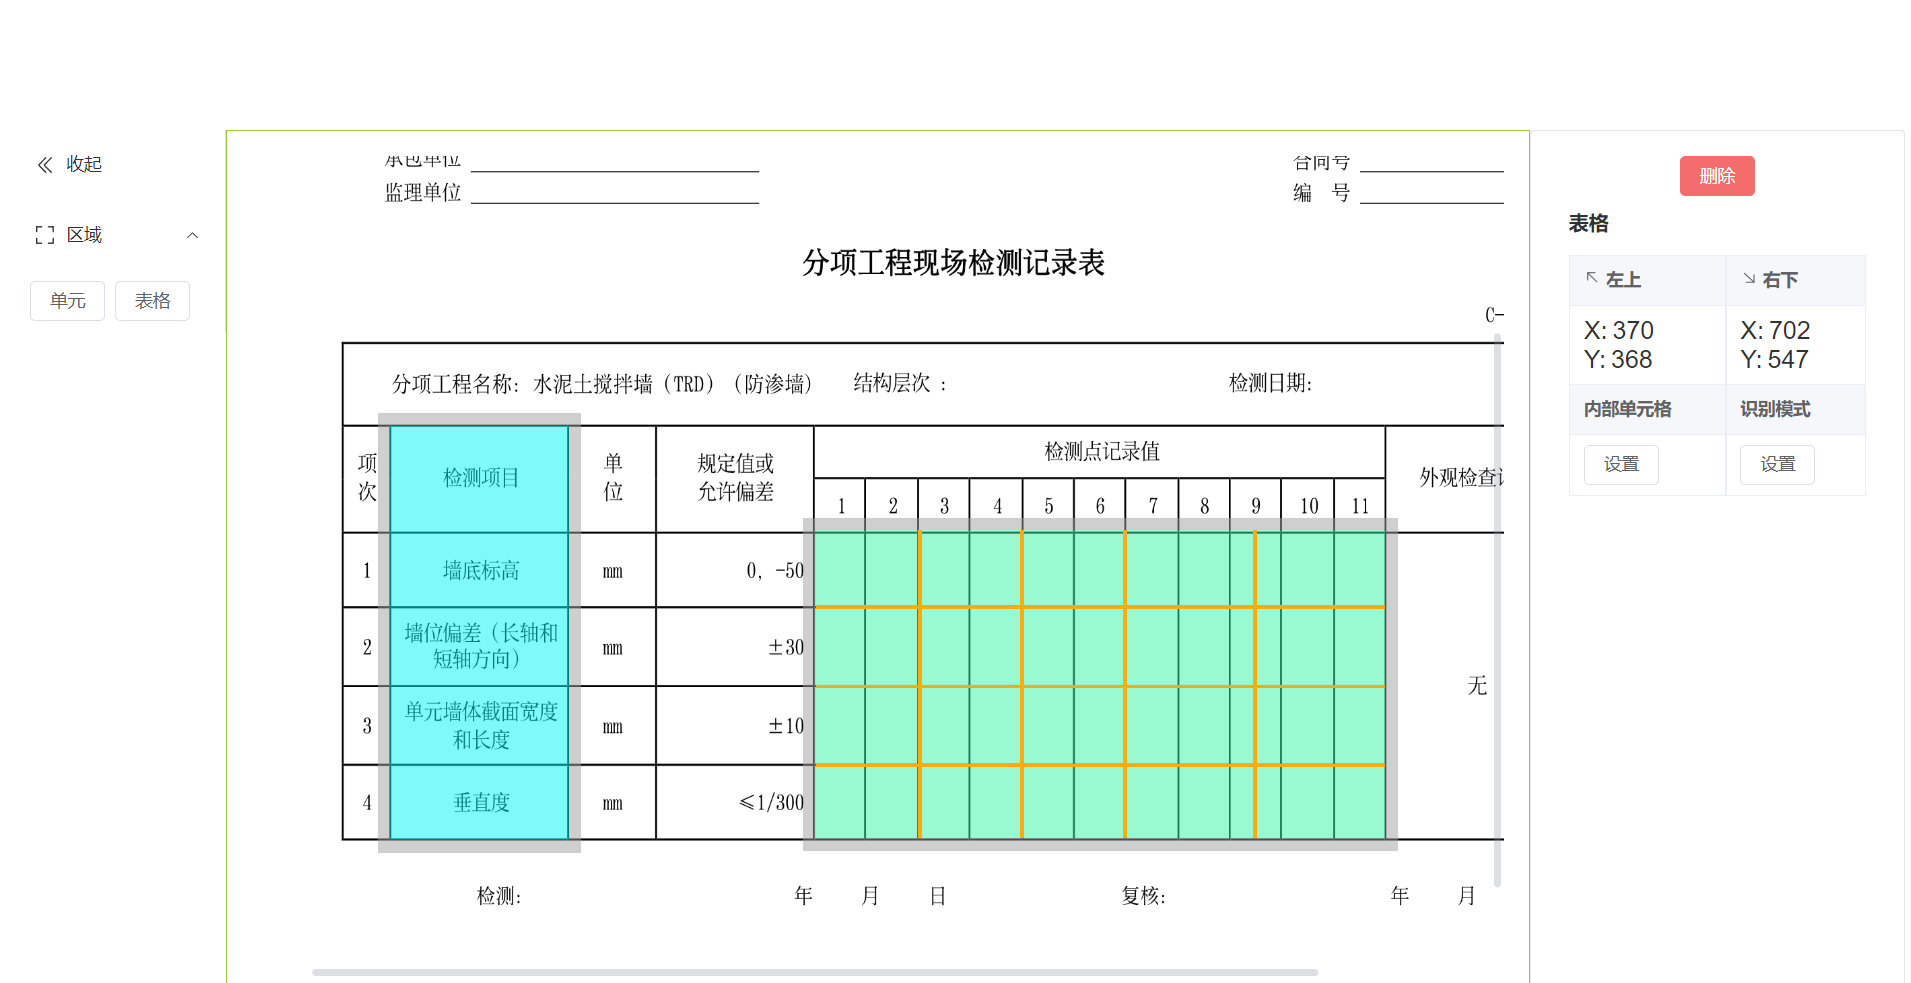 收起
区域
单元 表格
承包单位 合同号
监理单位 编 号
分项工程现场检测记录表
C-
分项工程名称: 水泥土搅拌墙（TRD）（防渗墙） 结构层次 : 检测日期:
项次 检测项目 单位 规定值或允许偏差 检测点记录值 外观检查
1 2 3 4 5 6 7 8 9 10 11
1 墙底标高 mm 0, -50
2 墙位偏差（长轴和短轴方向） mm ±30
无
3 单元墙体截面宽度和长度 mm ±10
4 垂直度 mm ≤1/300
检测: 年 月 日 复核: 年 月
删除
表格
左上 右下
X: 370 X: 702
Y: 368 Y: 547
内部单元格 识别模式
设置 设置